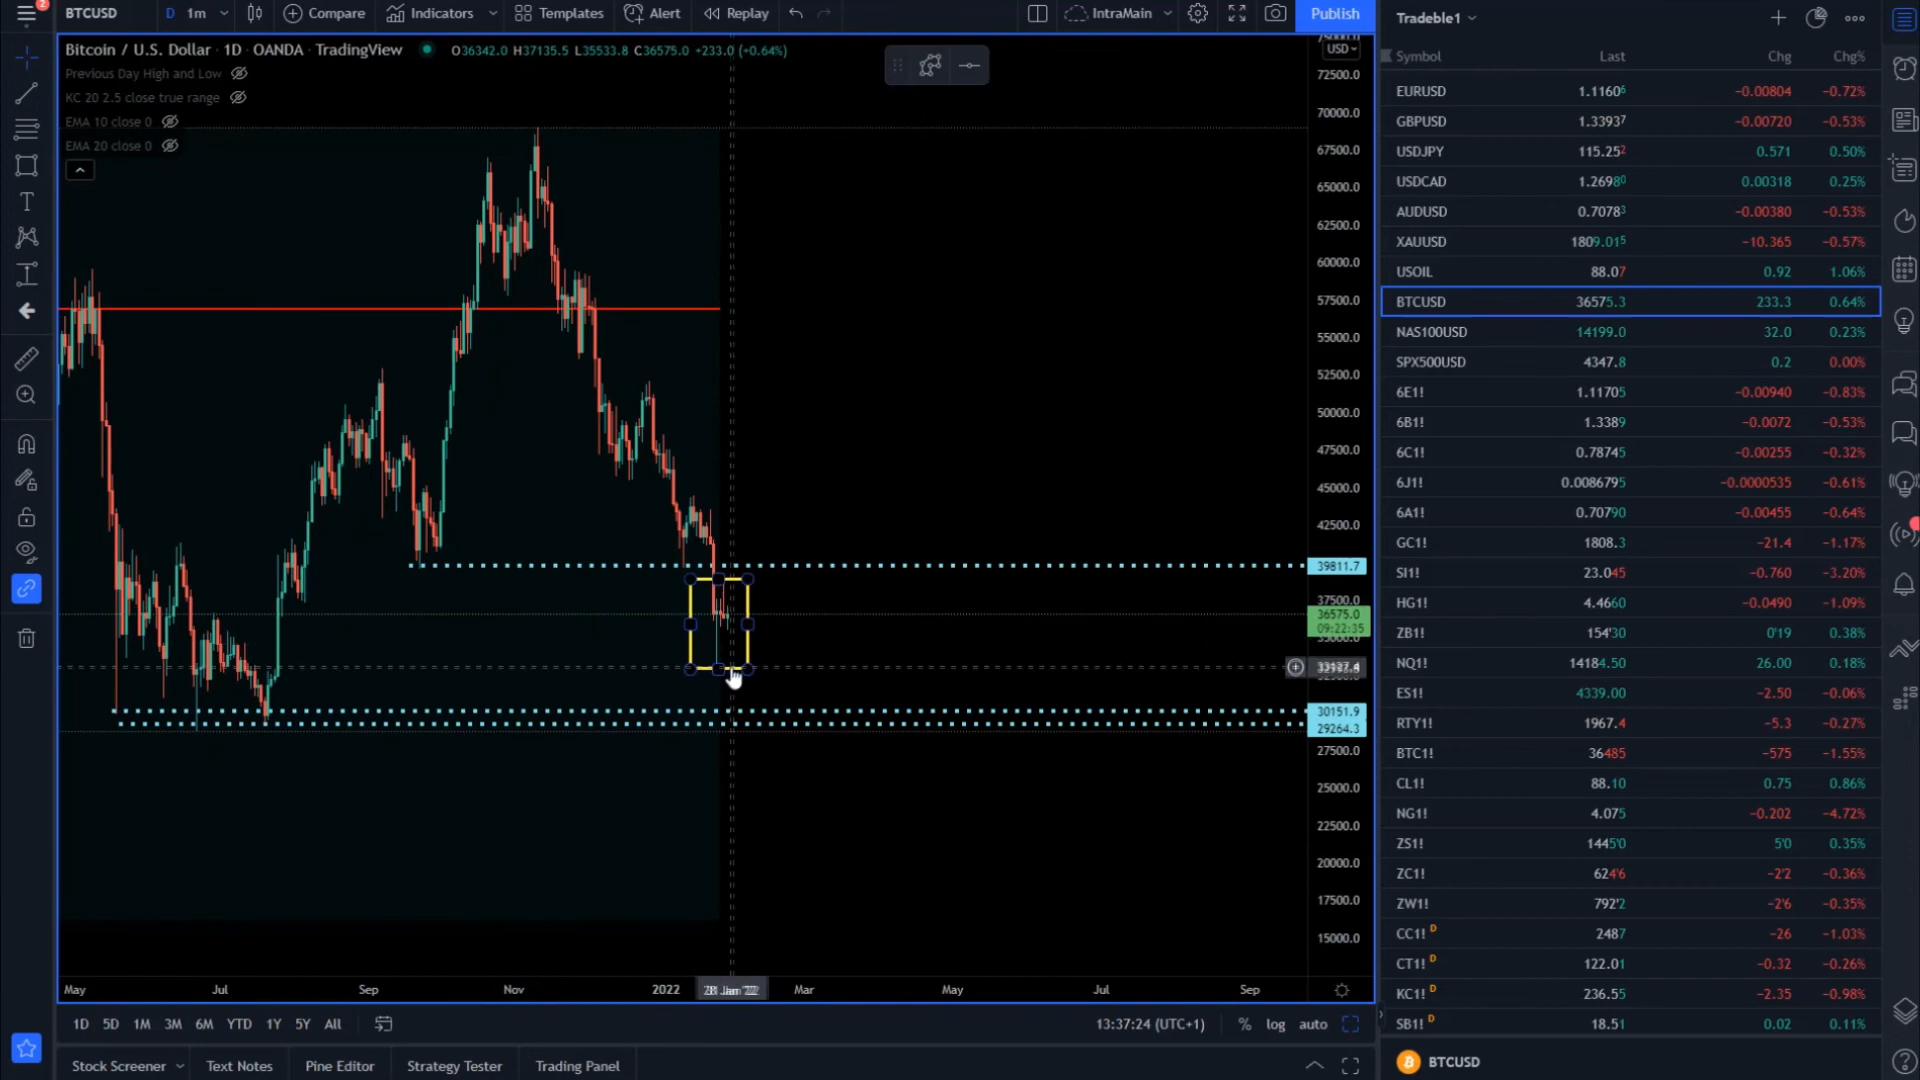 2
BTCUSD D 1m Compare Indicators Templates Alert Replay IntraMain Publish
Bitcoin / U.S. Dollar · 1D · OANDA · TradingView O36342.0 H37135.5 L35533.8 C36575.0 +233.0 (+0.64%)
Previous Day High and Low
KC 20 2.5 close true range
EMA 10 close 0
EMA 20 close 0
USD
72500.0
70000.0
67500.0
65000.0
62500.0
60000.0
57500.0
55000.0
52500.0
50000.0
47500.0
45000.0
42500.0
39811.7
37500.0
36575.0
09:22:35
35000.0
30151.9
29264.3
27500.0
25000.0
22500.0
20000.0
17500.0
15000.0
May Jul Sep Nov 2022 Mar May Jul Sep
1D 5D 1M 3M 6M YTD 1Y 5Y All 13:37:24 (UTC+1) % log auto
Stock Screener Text Notes Pine Editor Strategy Tester Trading Panel
Tradeble1
Symbol Last Chg Chg%
EURUSD 1.11606 −0.00804 −0.72%
GBPUSD 1.33937 −0.00720 −0.53%
USDJPY 115.252 0.571 0.50%
USDCAD 1.26980 0.00318 0.25%
AUDUSD 0.70783 −0.00380 −0.53%
XAUUSD 1809.015 −10.365 −0.57%
USOIL 88.07 0.92 1.06%
BTCUSD 36575.3 233.3 0.64%
NAS100USD 14199.0 32.0 0.23%
SPX500USD 4347.8 0.2 0.00%
6E1! 1.11705 −0.00940 −0.83%
6B1! 1.3389 −0.0072 −0.53%
6C1! 0.78745 −0.00255 −0.32%
6J1! 0.0086795 −0.0000535 −0.61%
6A1! 0.70790 −0.00455 −0.64%
GC1! 1808.3 −21.4 −1.17%
SI1! 23.045 −0.760 −3.20%
HG1! 4.4660 −0.0490 −1.09%
ZB1! 154'30 0'19 0.38%
NQ1! 14184.50 26.00 0.18%
ES1! 4339.00 −2.50 −0.06%
RTY1! 1967.4 −5.3 −0.27%
BTC1! 36485 −575 −1.55%
CL1! 88.10 0.75 0.86%
NG1! 4.075 −0.202 −4.72%
ZS1! 1445'0 5'0 0.35%
ZC1! 624'6 −2'2 −0.36%
ZW1! 792'2 −2'6 −0.35%
CC1! D 2487 −26 −1.03%
CT1! D 122.01 −0.32 −0.26%
KC1! D 236.55 −2.35 −0.98%
SB1! D 18.51 0.02 0.11%
BTCUSD